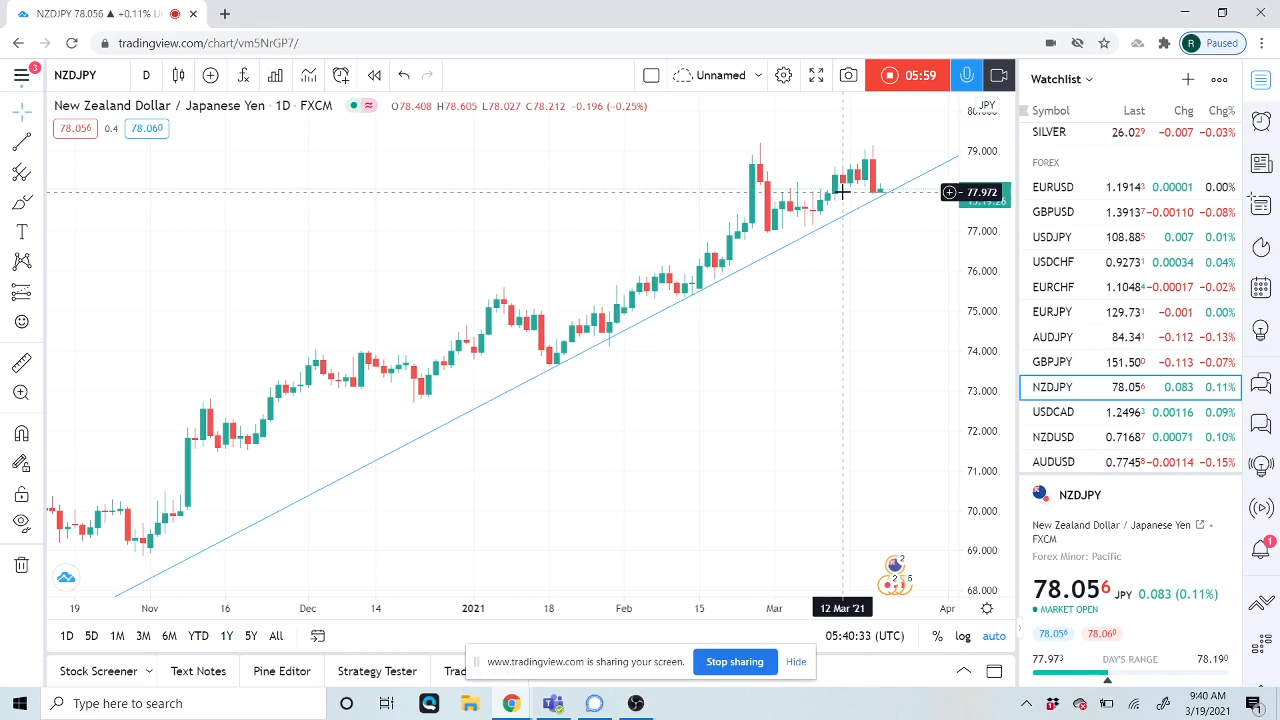 NZDJPY 78.056 ▲ +0.11% U
tradingview.com/chart/vm5NrGP7/
R Paused
3
NZDJPY D
Unnamed
05:59
Watchlist
New Zealand Dollar / Japanese Yen · 1D · FXCM O78.408 H78.605 L78.027 C78.212 −0.196 (−0.25%)
78.056 0.4 78.060
JPY
79.000
77.972
77.000
76.000
75.000
74.000
73.000
72.000
71.000
70.000
69.000
68.000
19 Nov 16 Dec 14 2021 18 Feb 15 Mar 12 Mar '21 Apr
2
2 6
1D 5D 1M 3M 6M YTD 1Y 5Y All
05:40:33 (UTC) % log auto
Symbol Last Chg Chg%
SILVER 26.029 −0.007 −0.03%
FOREX
EURUSD 1.19143 0.00001 0.00%
GBPUSD 1.39137 −0.00110 −0.08%
USDJPY 108.885 0.007 0.01%
USDCHF 0.92731 0.00034 0.04%
EURCHF 1.10484 −0.00017 −0.02%
EURJPY 129.731 −0.001 0.00%
AUDJPY 84.341 −0.112 −0.13%
GBPJPY 151.500 −0.113 −0.07%
NZDJPY 78.056 0.083 0.11%
USDCAD 1.24963 0.00116 0.09%
NZDUSD 0.71687 0.00071 0.10%
AUDUSD 0.77458 −0.00114 −0.15%
NZDJPY
New Zealand Dollar / Japanese Yen
FXCM
Forex Minor: Pacific
78.056 JPY 0.083 (0.11%)
MARKET OPEN
78.056 78.060
77.973 DAY'S RANGE 78.190
1
Stock Screener Text Notes Pine Editor Strategy Tester
www.tradingview.com is sharing your screen. Stop sharing Hide
Type here to search
9:40 AM
3/19/2021
1